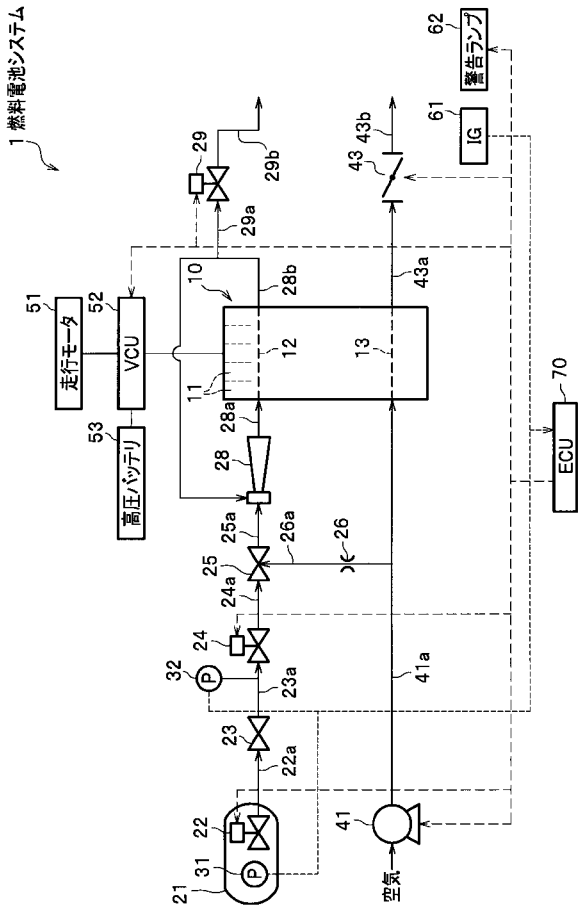 1 燃料電池システム
51
走行モータ
52
VCU
53
高圧バッテリ
29
29a
29b
62
警告ランプ
61
IG
10
11
12
13
28
28a
28b
43
43a
43b
25
25a
26
26a
24
24a
32
P
23
23a
22
22a
31
P
21
41
41a
空気
70
ECU